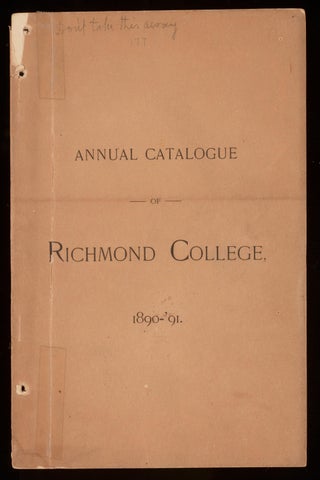 Don't take this away
ANNUAL CATALOGUE
— OF —
RICHMOND COLLEGE,
1890-'91.